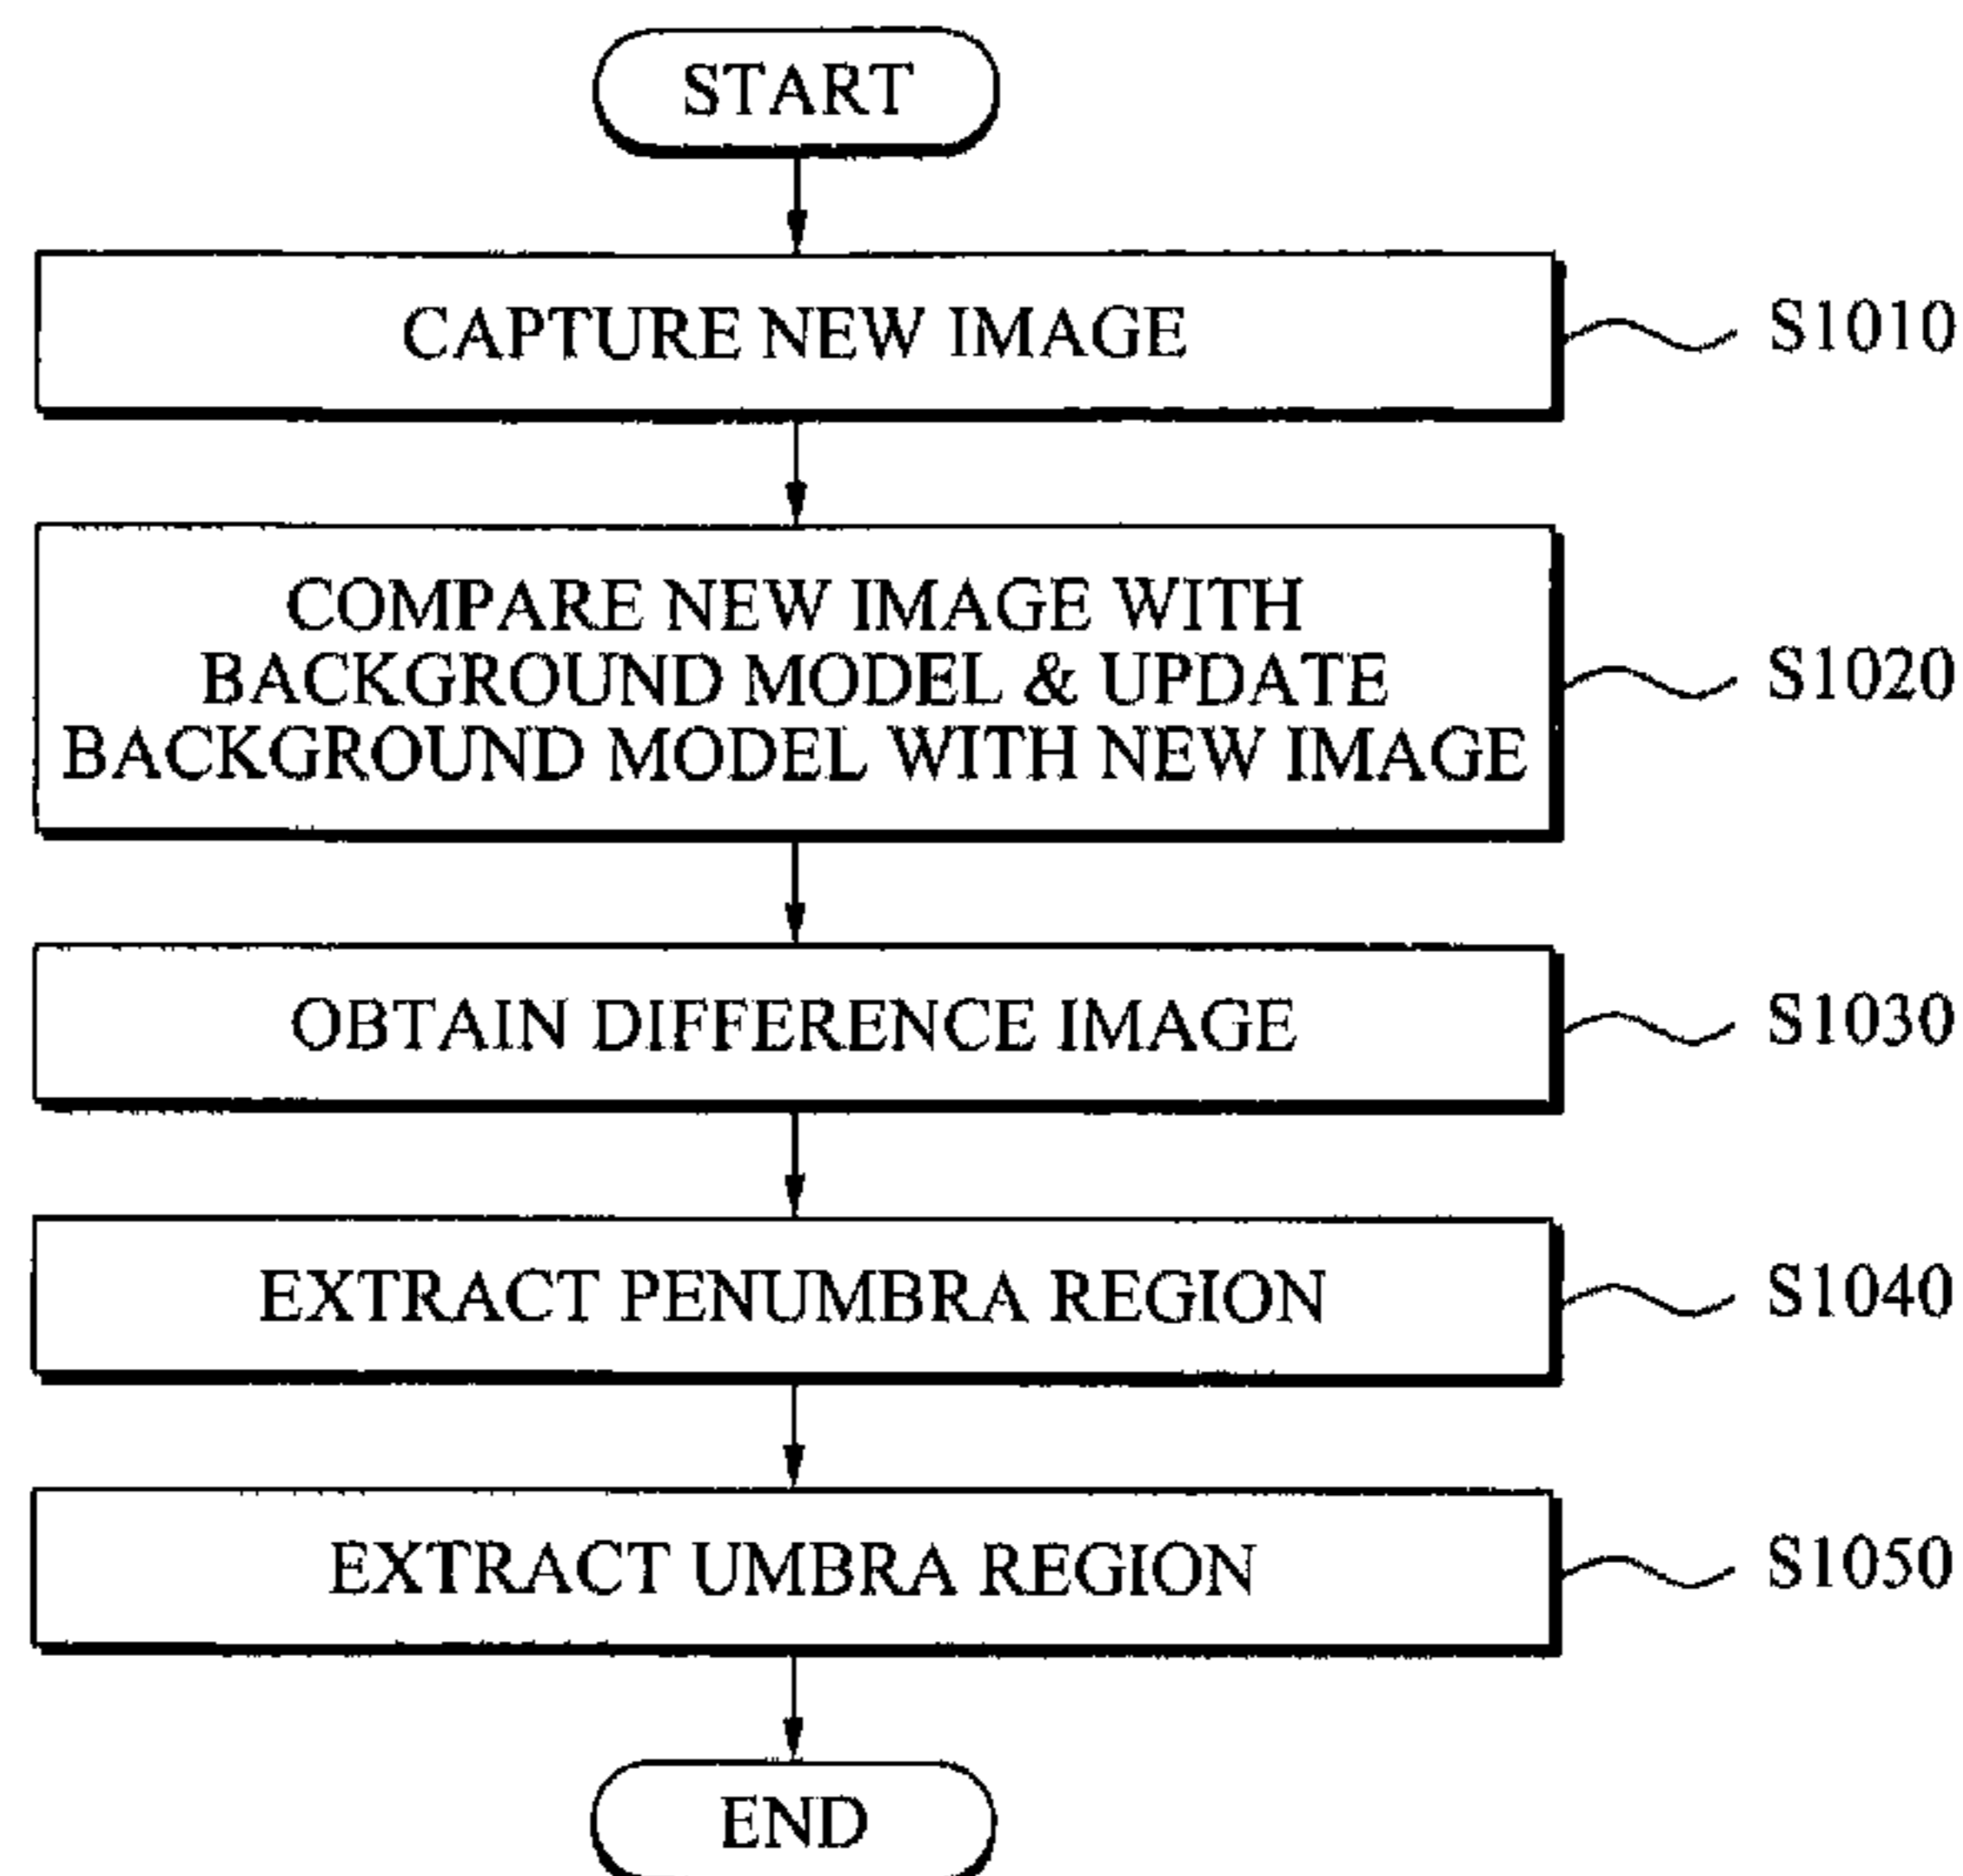 START
CAPTURE NEW IMAGE
S1010
COMPARE NEW IMAGE WITH
BACKGROUND MODEL & UPDATE
BACKGROUND MODEL WITH NEW IMAGE
S1020
OBTAIN DIFFERENCE IMAGE
S1030
EXTRACT PENUMBRA REGION
S1040
EXTRACT UMBRA REGION
S1050
END